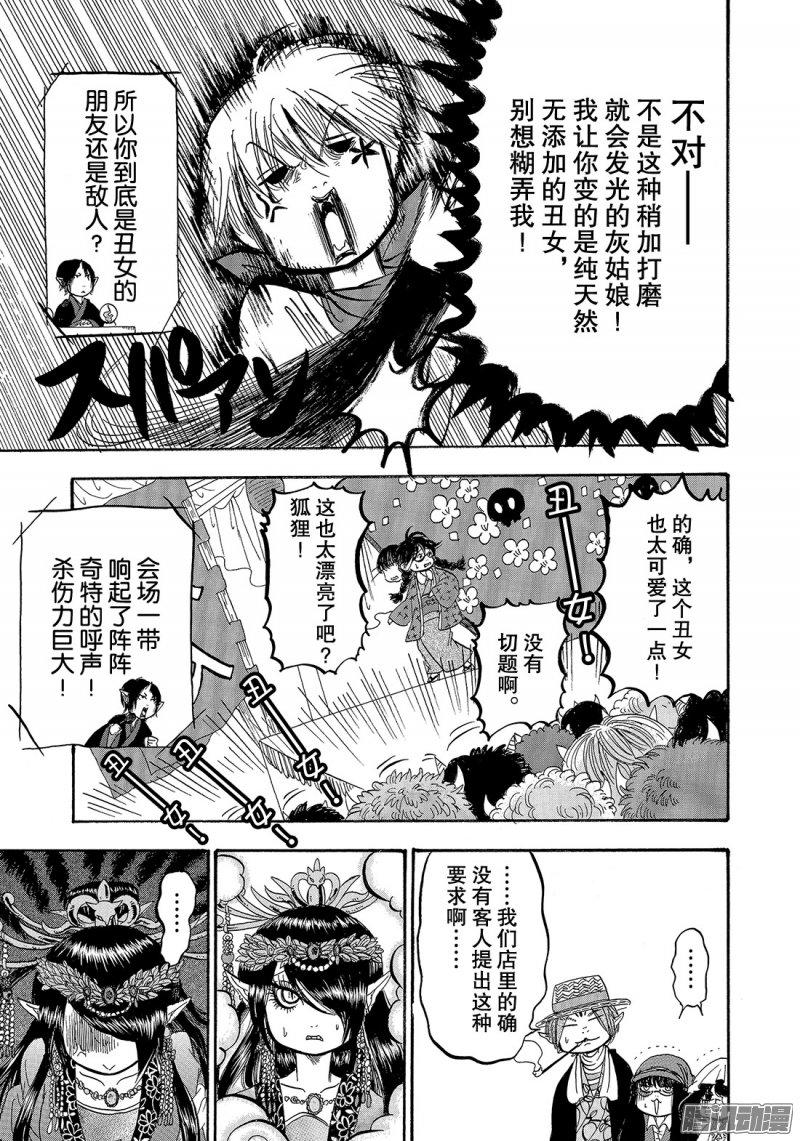 不对——
不是这种稍加打磨
就会发光的灰姑娘！
我让你变的是纯天然
无添加的丑女，
别想糊弄
我！
所以你到底是丑女的
朋友还是敌人？
スパアン
的确，这个丑女
也太可爱了一点！
丑——女——！
没有
切题啊。
这也太漂亮了吧？
狐狸！
丑——女——！
丑——女——！
丑——女——！
会场一带
响起了阵阵
奇特的呼声！
杀伤力巨大！
……
……我们店里的确
没有客人提出这种
要求啊……
……
腾讯动漫